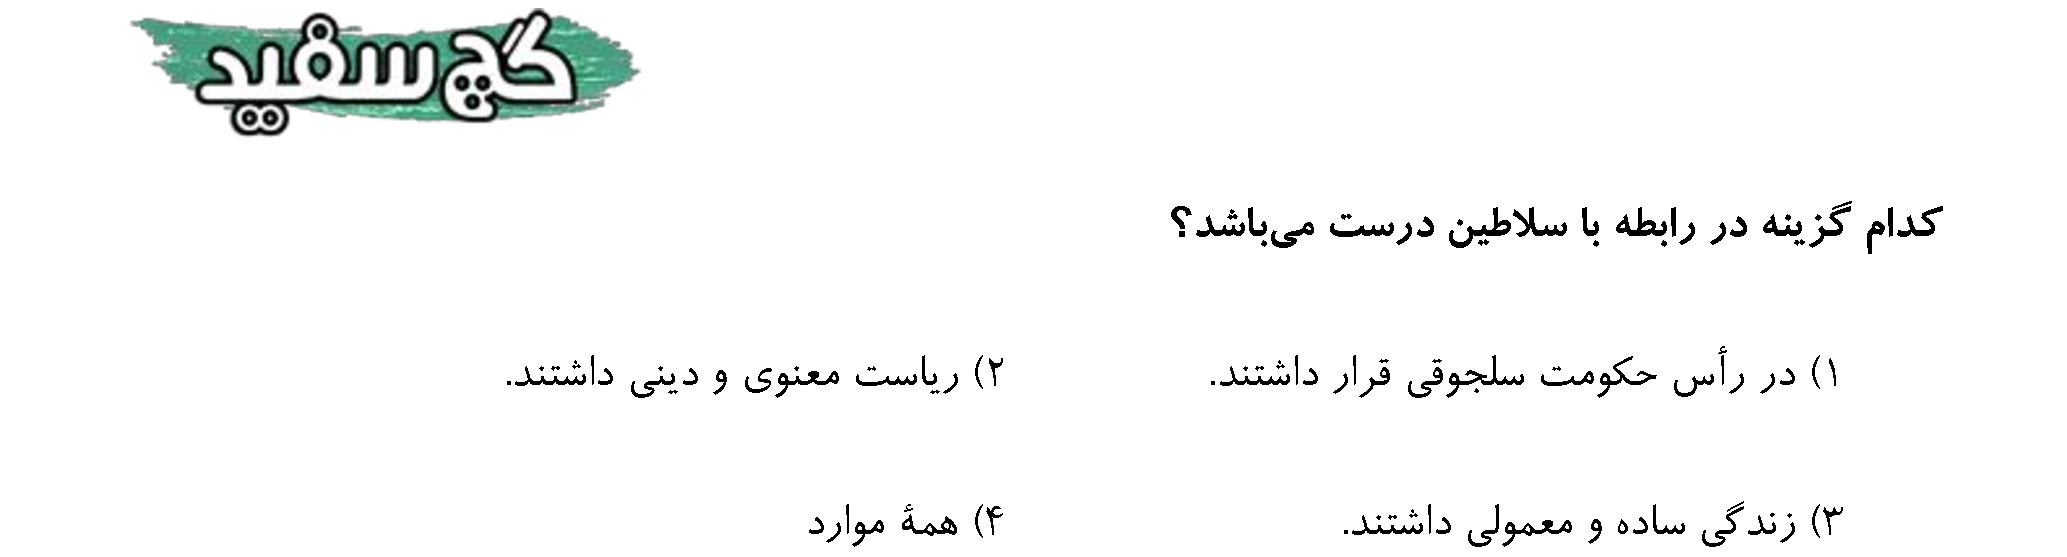 گچ سفید
کدام گزینه در رابطه با سلاطین درست می‌باشد؟
۱) در رأس حکومت سلجوقی قرار داشتند. ۲) ریاست معنوی و دینی داشتند.
۳) زندگی ساده و معمولی داشتند. ۴) همۀ موارد